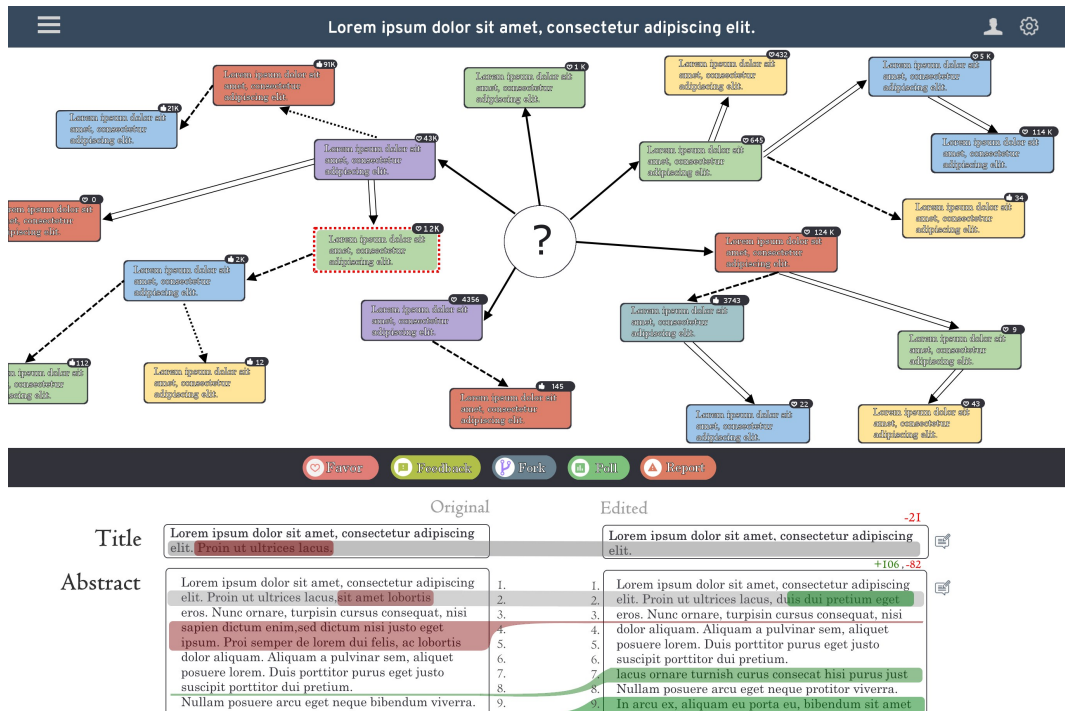 Lorem ipsum dolor sit amet, consectetur adipiscing elit.
91K
Lorem ipsum dolor sit
amet, consectetur
adipiscing elit.
21K
Lorem ipsum dolor sit
amet, consectetur
adipiscing elit.
1 K
Lorem ipsum dolor sit
amet, consectetur
adipiscing elit.
432
Lorem ipsum dolor sit
amet, consectetur
adipiscing elit.
5 K
Lorem ipsum dolor sit
amet, consectetur
adipiscing elit.
43K
Lorem ipsum dolor sit
amet, consectetur
adipiscing elit.
645
Lorem ipsum dolor sit
amet, consectetur
adipiscing elit.
114 K
Lorem ipsum dolor sit
amet, consectetur
adipiscing elit.
0
rem ipsum dolor sit
et, consectetur
ipiscing elit.
34
Lorem ipsum dolor sit
amet, consectetur
adipiscing elit.
12K
Lorem ipsum dolor sit
amet, consectetur
adipiscing elit.
?
124 K
Lorem ipsum dolor sit
amet, consectetur
adipiscing elit.
2K
Lorem ipsum dolor sit
amet, consectetur
adipiscing elit.
4356
Lorem ipsum dolor sit
amet, consectetur
adipiscing elit.
3743
Lorem ipsum dolor sit
amet, consectetur
adipiscing elit.
9
Lorem ipsum dolor sit
amet, consectetur
adipiscing elit.
112
m ipsum dolor sit
, consectetur
iscing elit.
12
Lorem ipsum dolor sit
amet, consectetur
adipiscing elit.
145
Lorem ipsum dolor sit
amet, consectetur
adipiscing elit.
22
Lorem ipsum dolor sit
amet, consectetur
adipiscing elit.
43
Lorem ipsum dolor sit
amet, consectetur
adipiscing elit.
Favor Feedback Fork Poll Report
Original Edited
-21
Title
Lorem ipsum dolor sit amet, consectetur adipiscing
elit. Proin ut ultrices lacus.
Lorem ipsum dolor sit amet, consectetur adipiscing
elit.
+106 ,-82
Abstract
Lorem ipsum dolor sit amet, consectetur adipiscing 1.
elit. Proin ut ultrices lacus,sit amet lobortis 2.
eros. Nunc ornare, turpisin cursus consequat, nisi 3.
sapien dictum enim,sed dictum nisi justo eget 4.
ipsum. Proi semper de lorem dui felis, ac lobortis 5.
dolor aliquam. Aliquam a pulvinar sem, aliquet 6.
posuere lorem. Duis porttitor purus eget justo 7.
suscipit porttitor dui pretium. 8.
Nullam posuere arcu eget neque bibendum viverra. 9.
1. Lorem ipsum dolor sit amet, consectetur adipiscing
2. elit. Proin ut ultrices lacus, duis dui pretium eget
3. eros. Nunc ornare, turpisin cursus consequat, nisi
4. dolor aliquam. Aliquam a pulvinar sem, aliquet
5. posuere lorem. Duis porttitor purus eget justo
6. suscipit porttitor dui pretium.
7. lacus ornare turnish curus consecat hisi purus just
8. Nullam posuere arcu eget neque protitor viverra.
9. In arcu ex, aliquam eu porta eu, bibendum sit amet